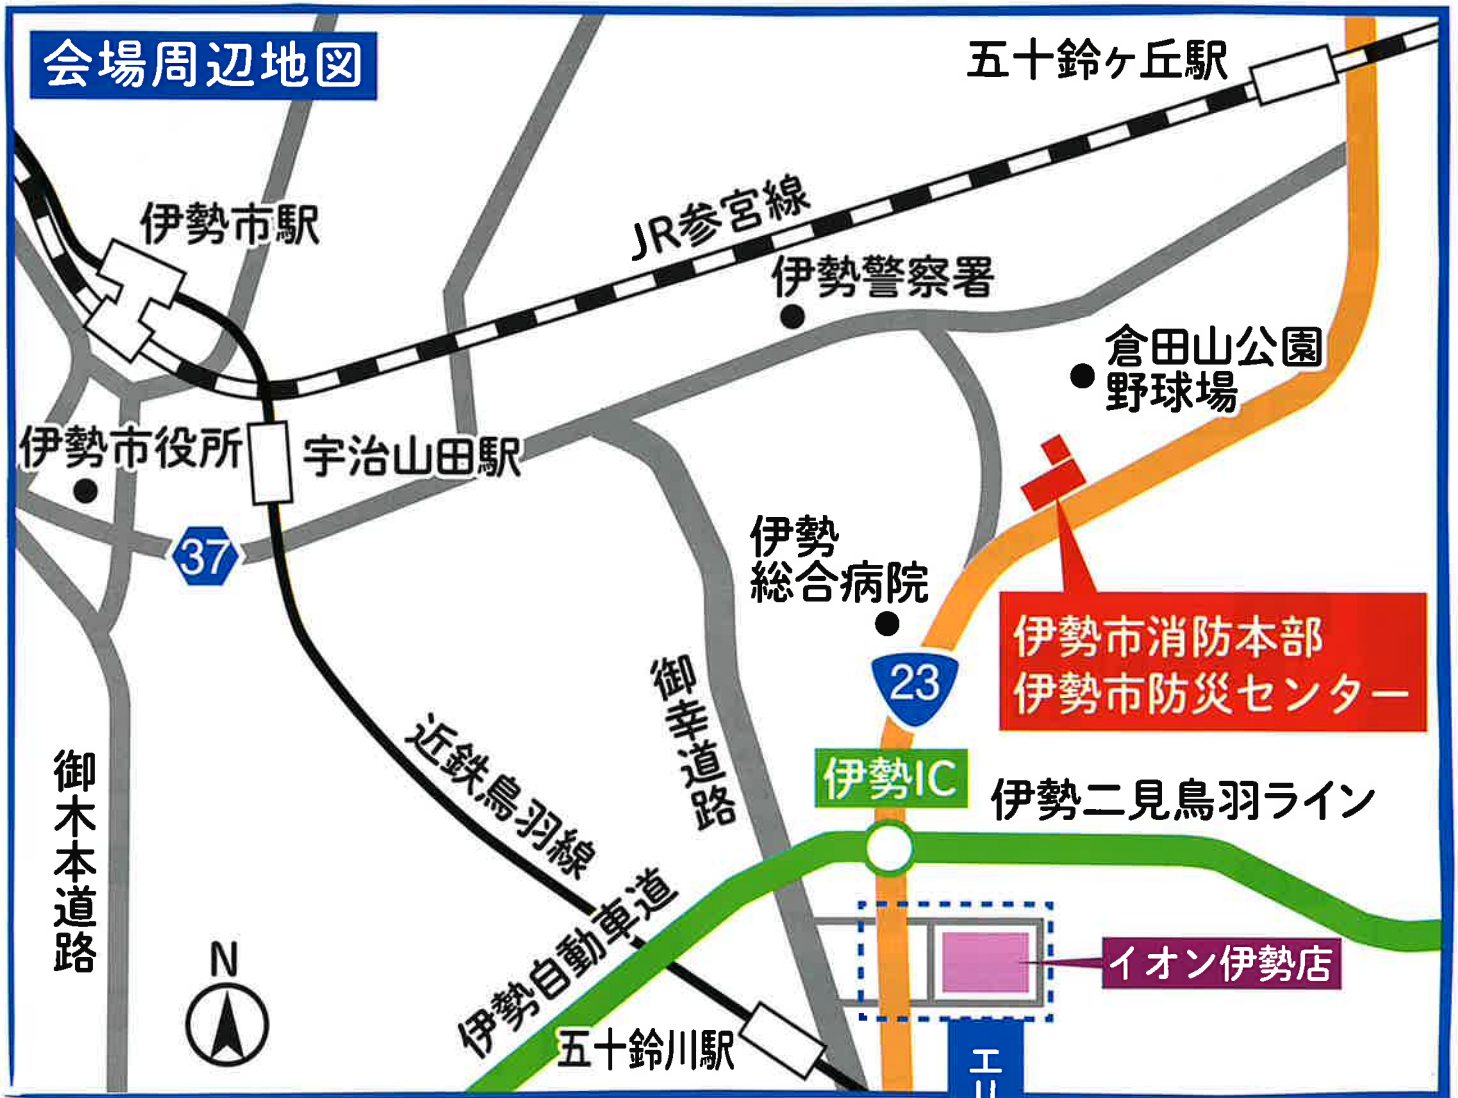 会場周辺地図
五十鈴ヶ丘駅
伊勢市駅
JR参宮線
伊勢警察署
倉田山公園
野球場
伊勢市役所
宇治山田駅
37
伊勢
総合病院
伊勢市消防本部
伊勢市防災センター
23
御幸道路
近鉄鳥羽線
御木本道路
伊勢IC
伊勢二見鳥羽ライン
伊勢自動車道
イオン伊勢店
N
五十鈴川駅
エリ